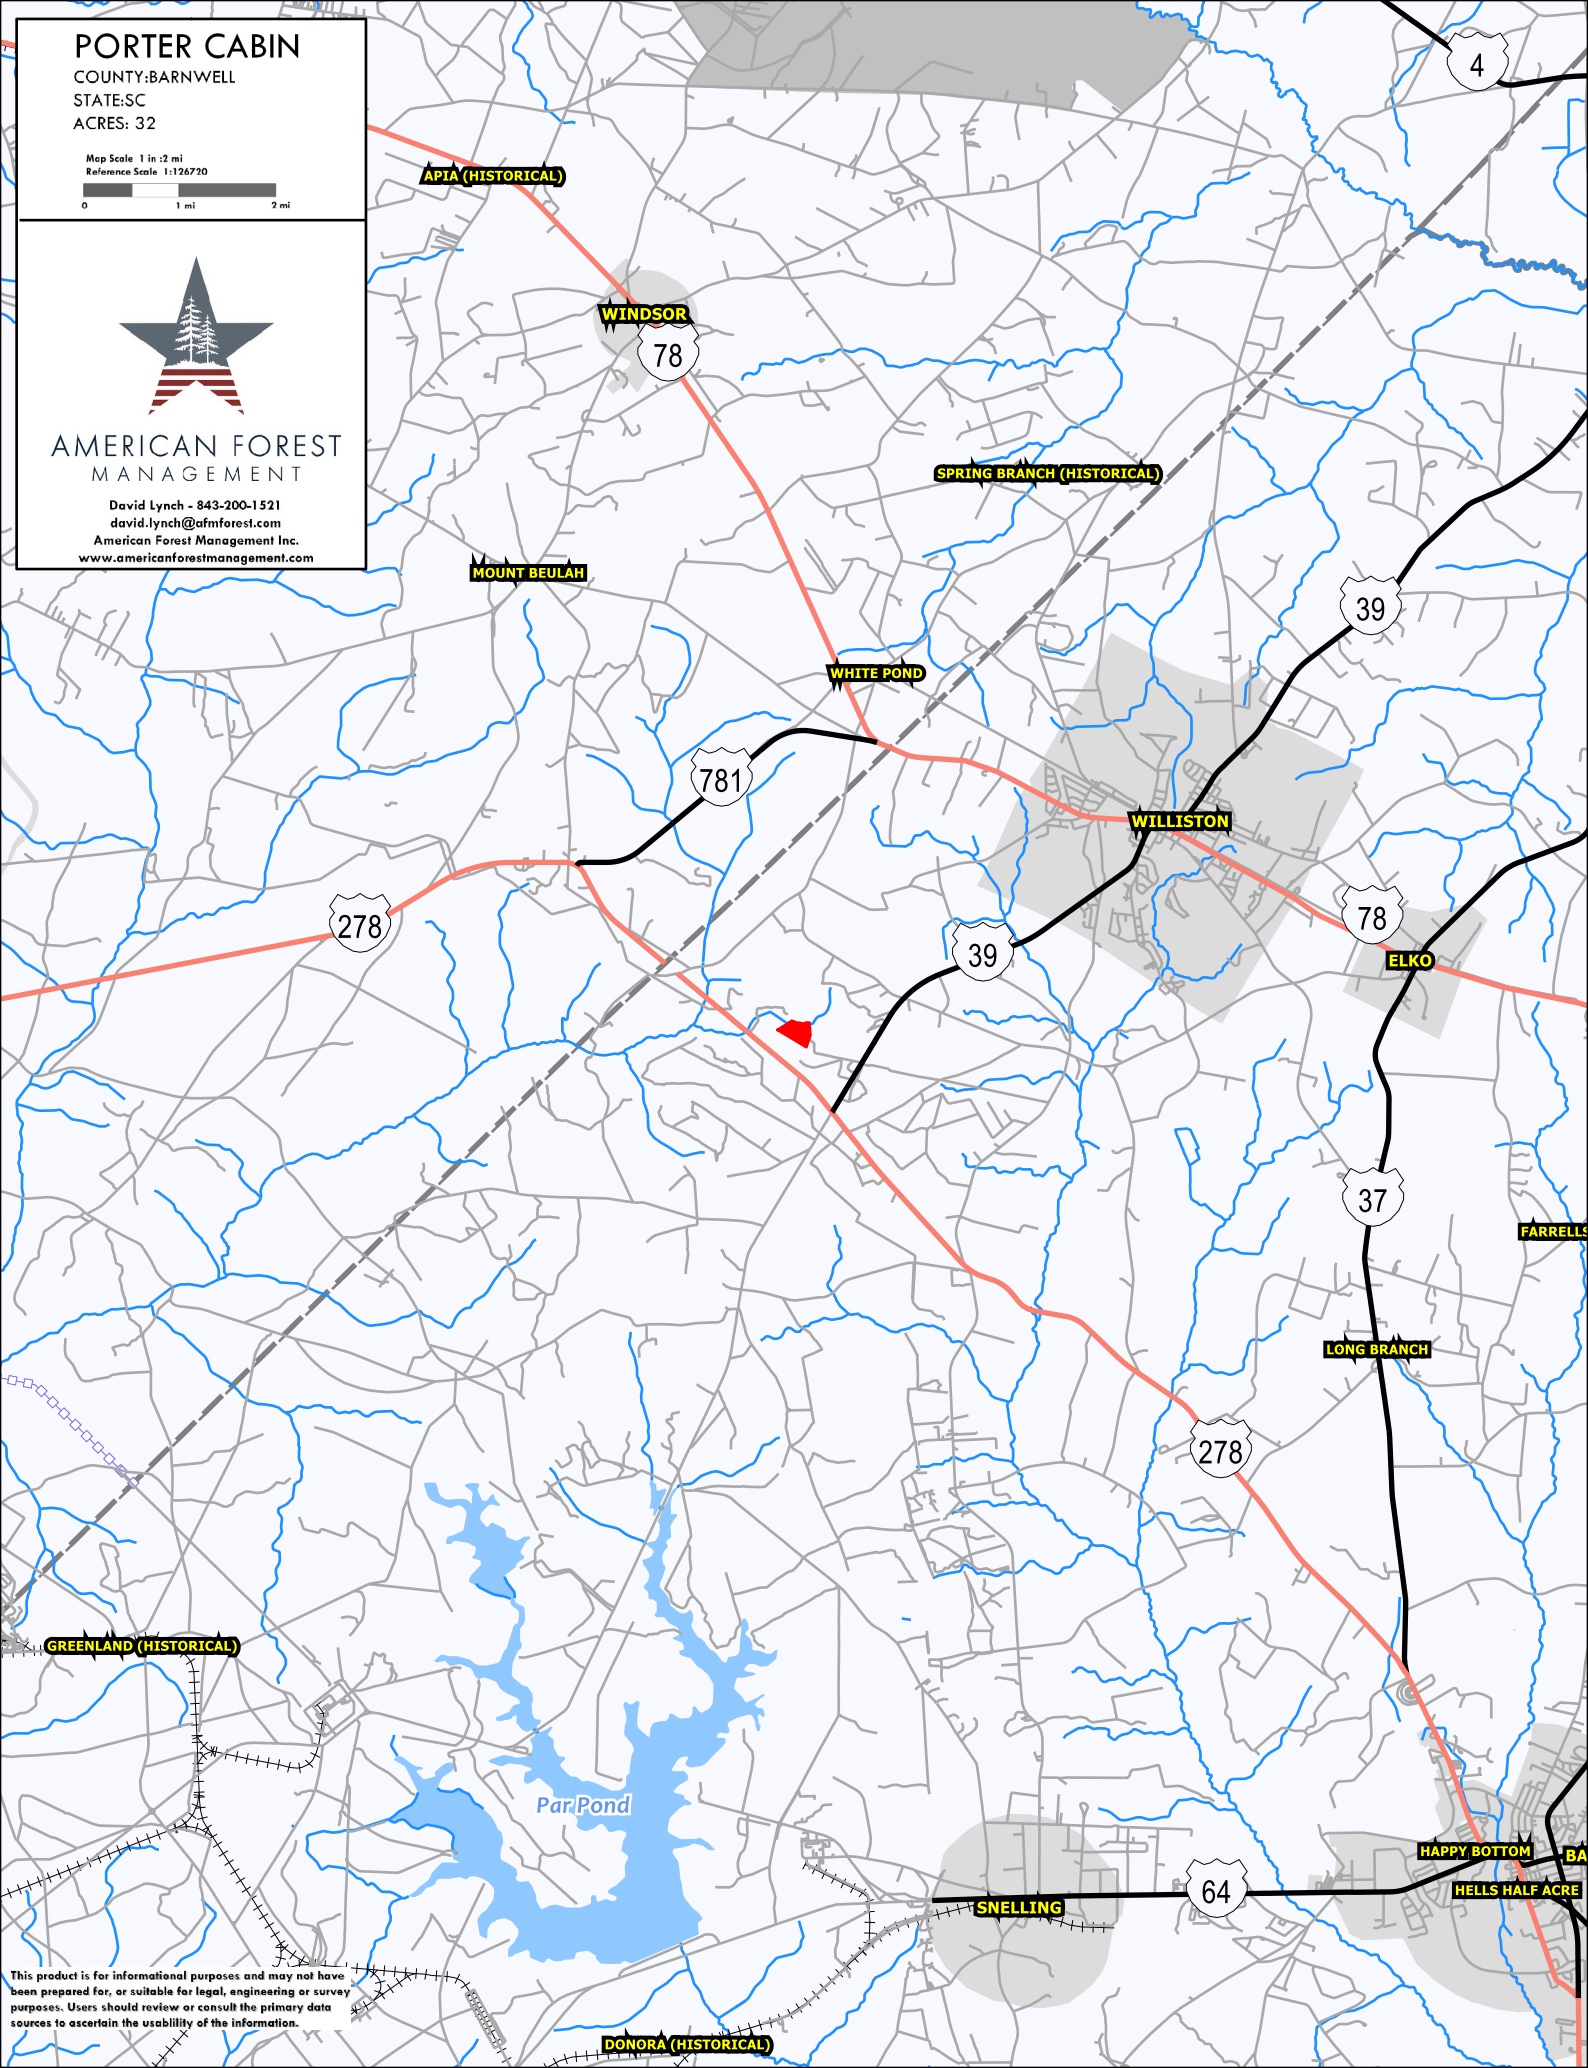 PORTER CABIN
COUNTY:BARNWELL
STATE:SC
ACRES: 32
Map Scale 1 in :2 mi
Reference Scale 1:126720
0 1 mi 2 mi
AMERICAN FOREST
MANAGEMENT
David Lynch - 843-200-1521
david.lynch@afmforest.com
American Forest Management Inc.
www.americanforestmanagement.com
4
APIA (HISTORICAL)
WINDSOR
78
SPRING BRANCH (HISTORICAL)
MOUNT BEULAH
39
WHITE POND
781
WILLISTON
278
78
39
ELKO
37
FARRELLS
LONG BRANCH
278
GREENLAND (HISTORICAL)
Par Pond
HAPPY BOTTOM
BA
64
HELLS HALF ACRE
SNELLING
This product is for informational purposes and may not have
been prepared for, or suitable for legal, engineering or survey
purposes. Users should review or consult the primary data
sources to ascertain the usablility of the information.
DONORA (HISTORICAL)